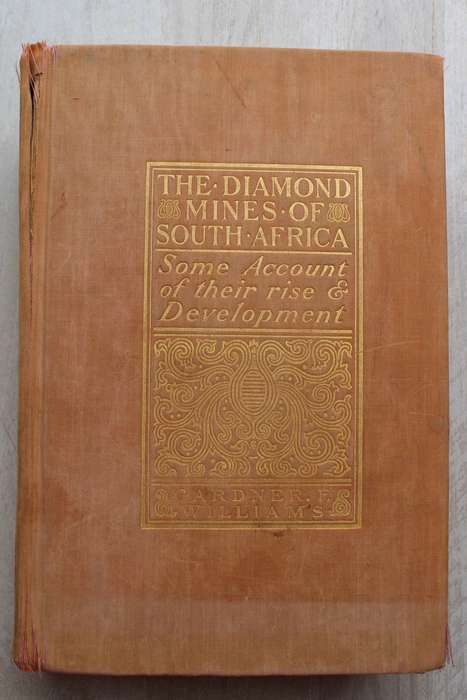 THE·DIAMOND
MINES·OF
SOUTH·AFRICA
Some Account
of their rise &
Development
GARDNER. F.
WILLIAMS